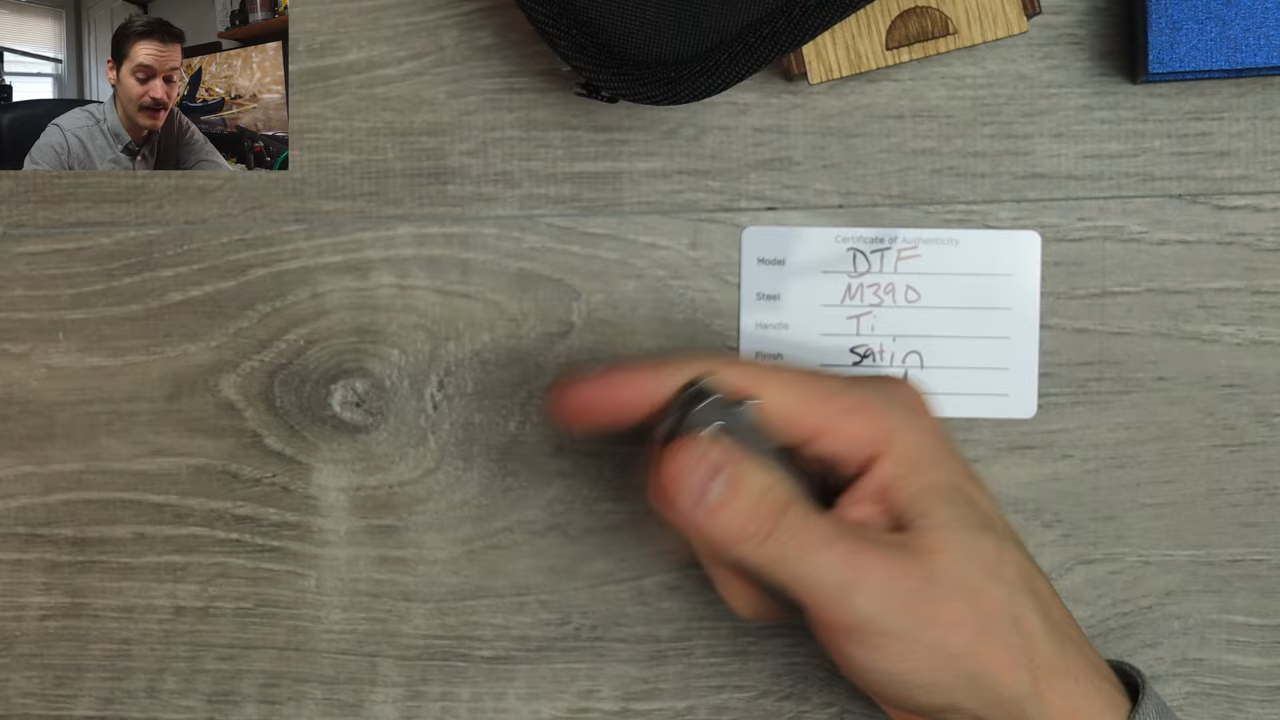 Certificate of Authenticity
Model DTF
Steel M390
Handle Ti
Finish Satin